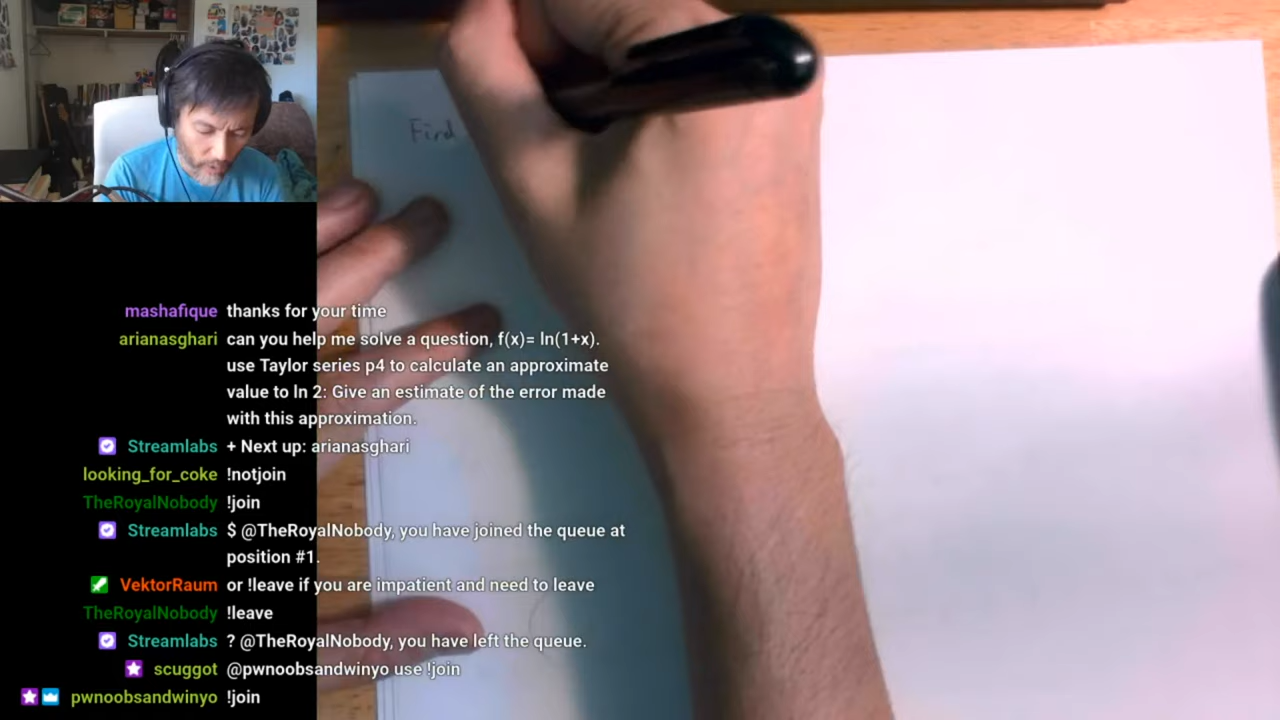 Find
mashafique thanks for your time
arianasghari can you help me solve a question, f(x)= ln(1+x).
use Taylor series p4 to calculate an approximate
value to ln 2: Give an estimate of the error made
with this approximation.
Streamlabs + Next up: arianasghari
looking_for_coke !notjoin
TheRoyalNobody !join
Streamlabs $ @TheRoyalNobody, you have joined the queue at
position #1.
VektorRaum or !leave if you are impatient and need to leave
TheRoyalNobody !leave
Streamlabs ? @TheRoyalNobody, you have left the queue.
scuggot @pwnoobsandwinyo use !join
pwnoobsandwinyo !join